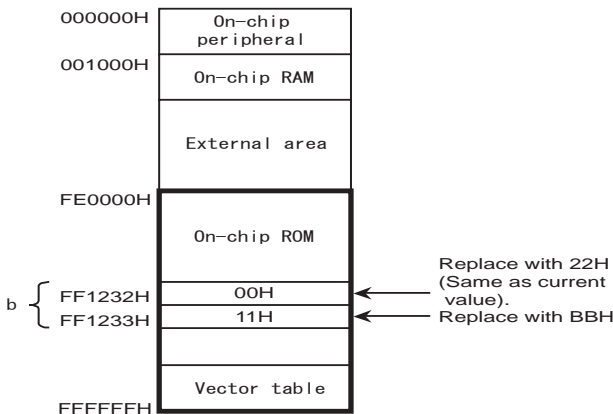 000000H
On-chip
peripheral
001000H
On-chip RAM
External area
FE0000H
On-chip ROM
Replace with 22H
(Same as current
value).
b
FF1232H
00H
FF1233H
11H
Replace with BBH
Vector table
FFFFFFH